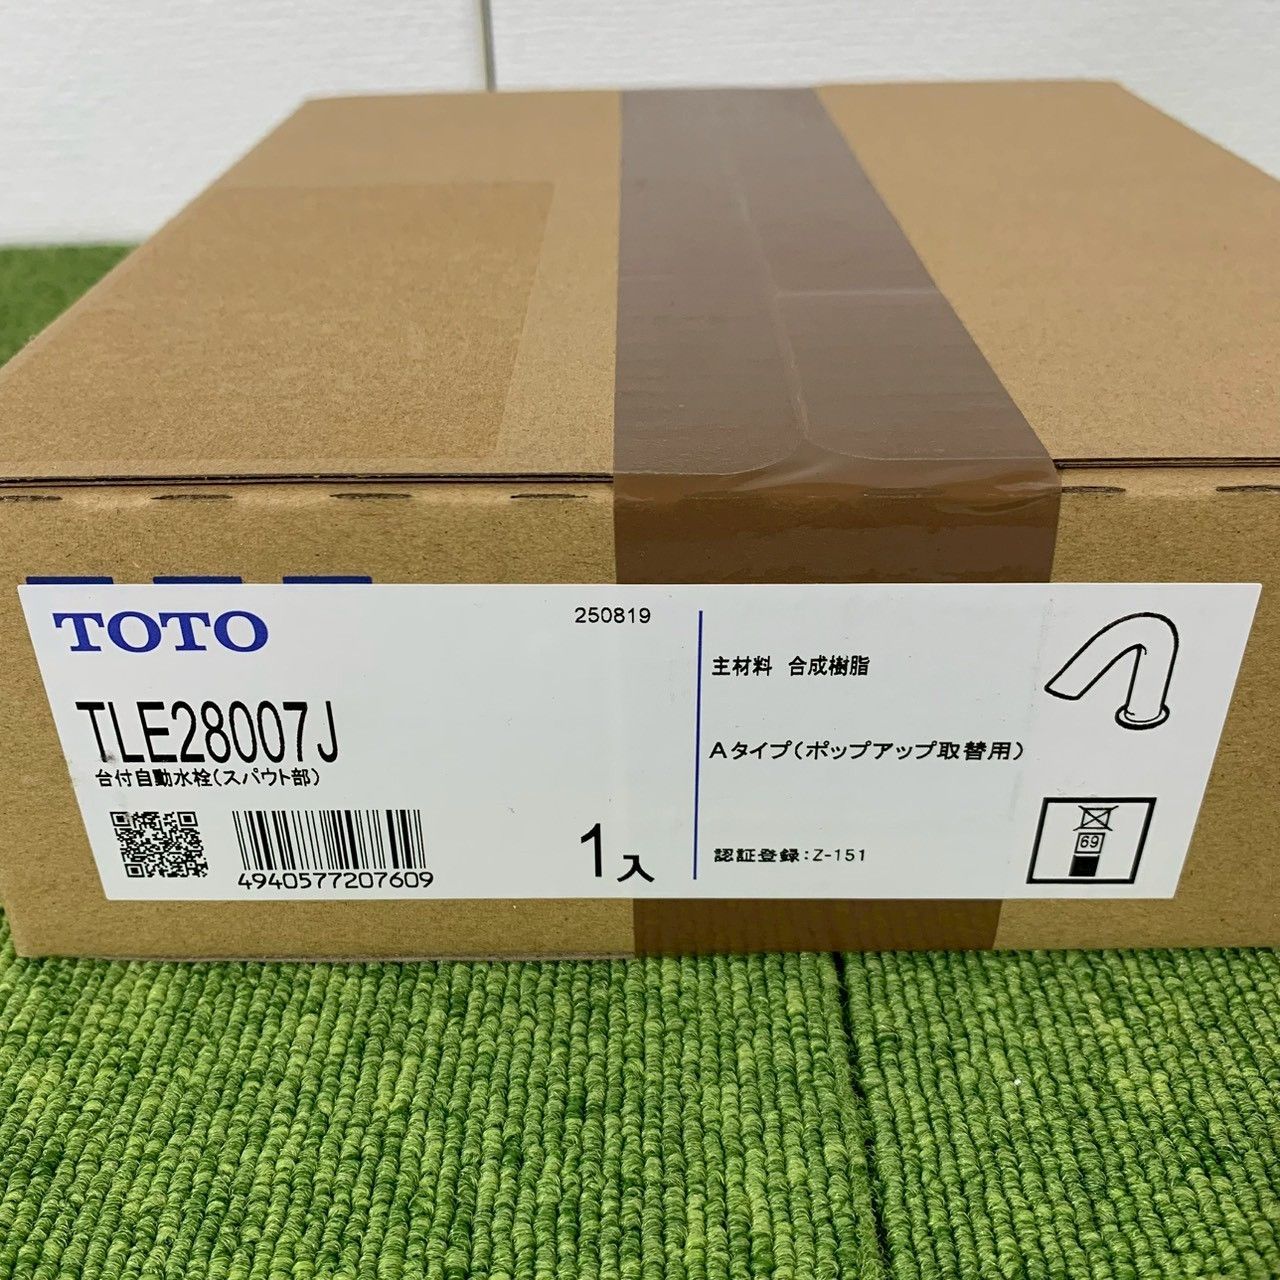 TOTO
250819
TLE28007J
台付自動水栓(スパウト部)
4940577207609
1入
主材料 合成樹脂
Aタイプ(ポップアップ取替用)
認証登録:Z-151
69